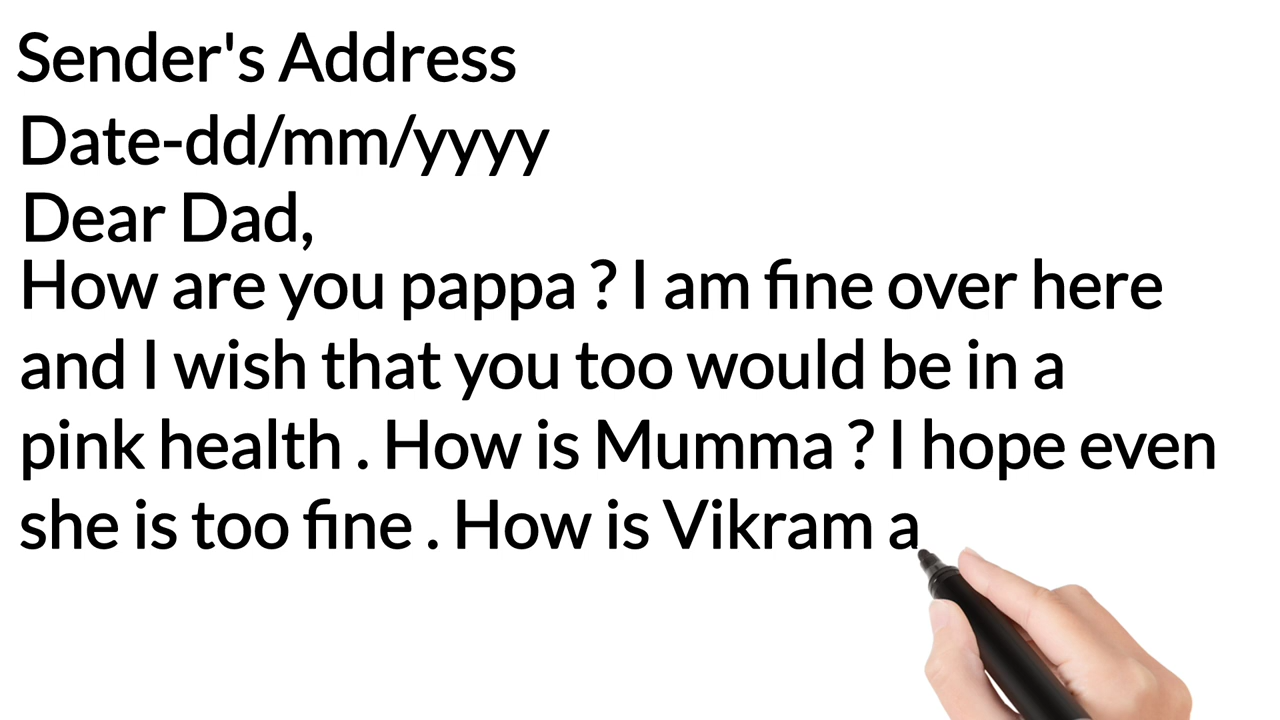 Sender's Address
Date-dd/mm/yyyy
Dear Dad,
How are you pappa ? I am fine over here
and I wish that you too would be in a
pink health . How is Mumma ? I hope even
she is too fine . How is Vikram a